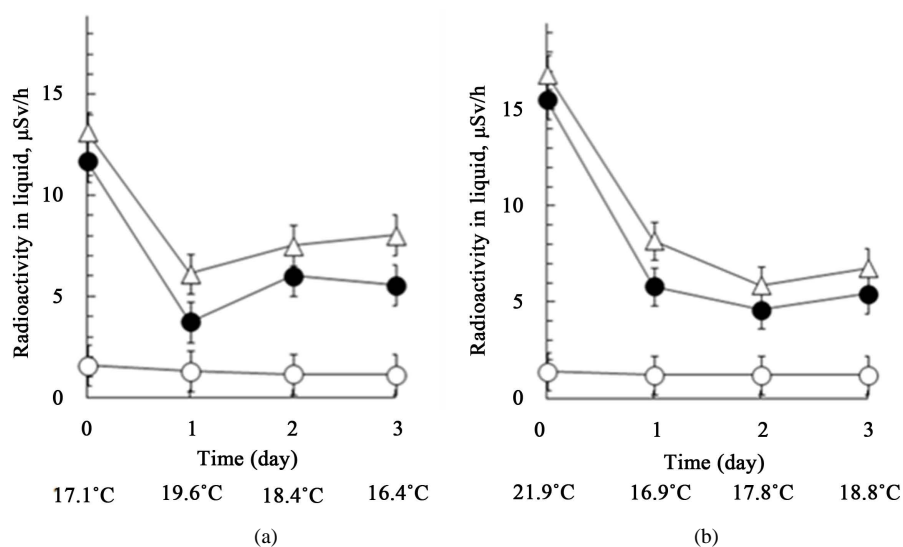 Radioactivity in liquid, μSv/h
15
10
5
0
0 1 2 3
Time (day)
17.1°C 19.6°C 18.4°C 16.4°C
(a)
Radioactivity in liquid, μSv/h
15
10
5
0
0 1 2 3
Time (day)
21.9°C 16.9°C 17.8°C 18.8°C
(b)